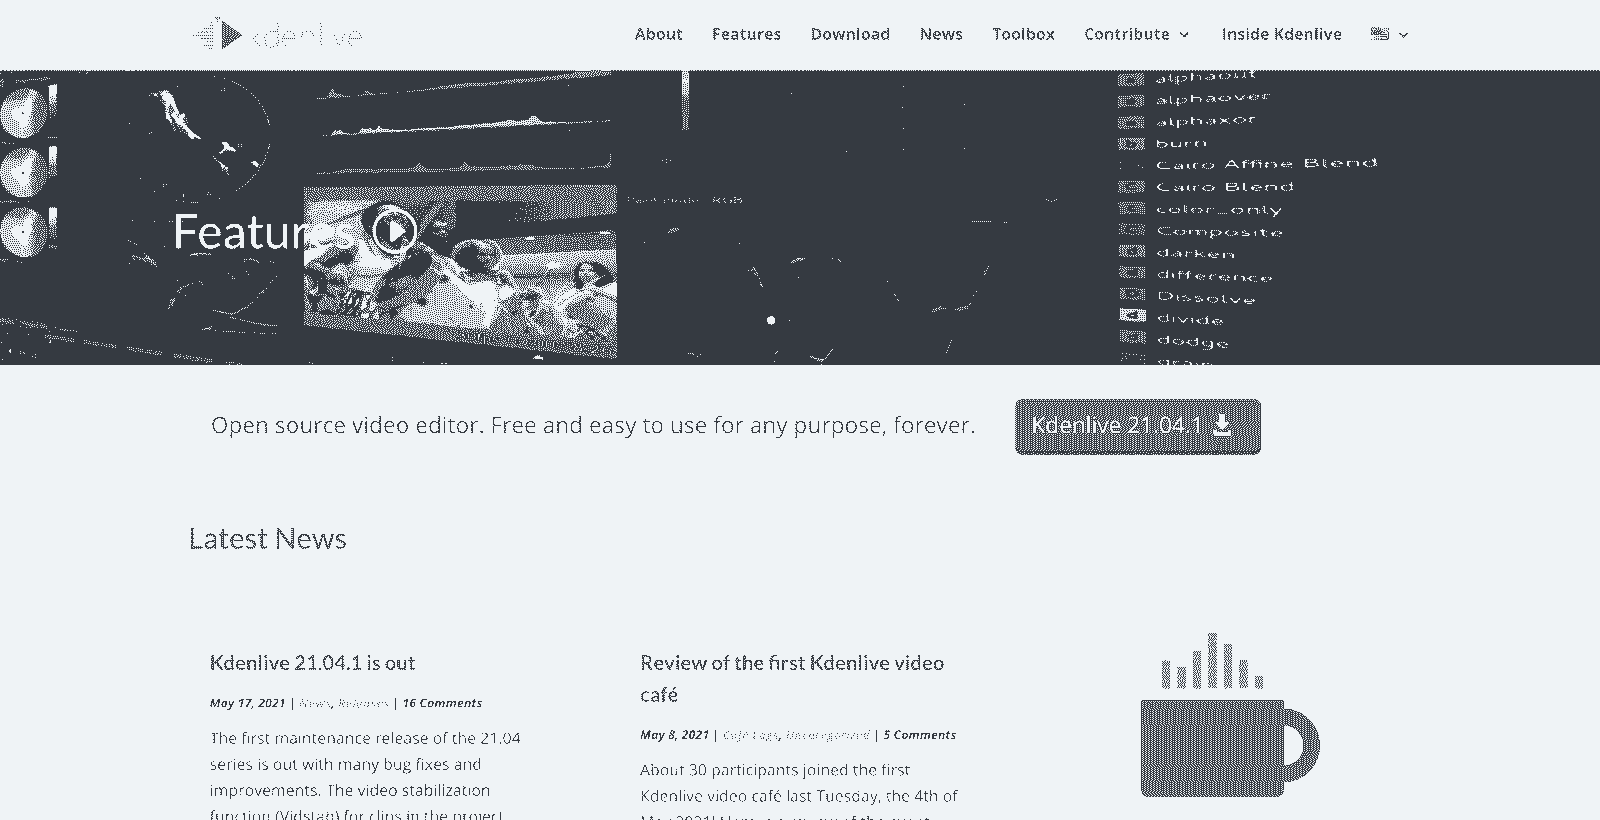 kdenlive
About Features Download News Toolbox Contribute Inside Kdenlive
alphaout
alphaover
alphaxor
burn
Cairo Affine Blend
Cairo Blend
color_only
Composite
darken
difference
Dissolve
divide
dodge
Features
Open source video editor. Free and easy to use for any purpose, forever.
Kdenlive 21.04.1
Latest News
Kdenlive 21.04.1 is out
May 17, 2021 | News, Releases | 16 Comments
The first maintenance release of the 21.04
series is out with many bug fixes and
improvements. The video stabilization
function (Vidstab) for clips in the project
Review of the first Kdenlive video
café
May 8, 2021 | Café Logs, Uncategorized | 5 Comments
About 30 participants joined the first
Kdenlive video café last Tuesday, the 4th of